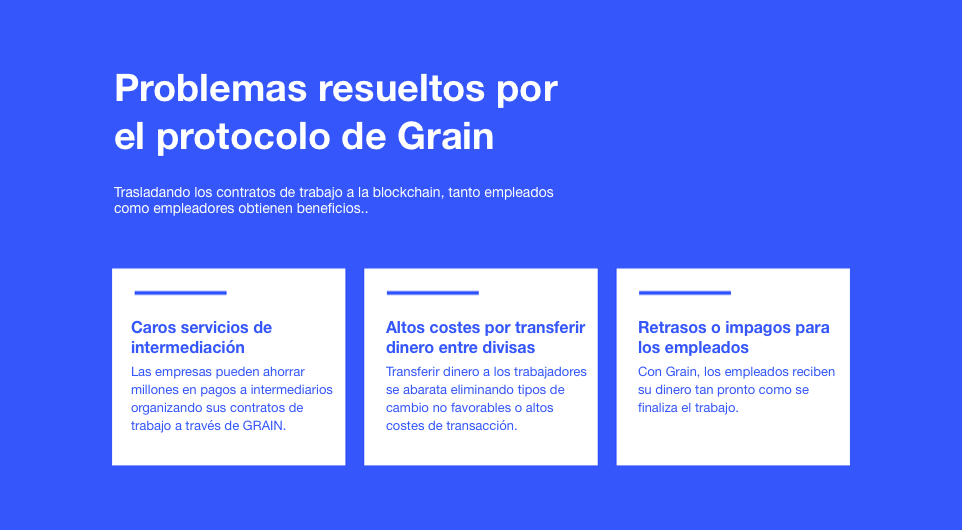 Problemas resueltos por
el protocolo de Grain
Trasladando los contratos de trabajo a la blockchain, tanto empleados
como empleadores obtienen beneficios..
Caros servicios de
intermediación
Las empresas pueden ahorrar
millones en pagos a intermediarios
organizando sus contratos de
trabajo a través de GRAIN.
Altos costes por transferir
dinero entre divisas
Transferir dinero a los trabajadores
se abarata eliminando tipos de
cambio no favorables o altos
costes de transacción.
Retrasos o impagos para
los empleados
Con Grain, los empleados reciben
su dinero tan pronto como se
finaliza el trabajo.